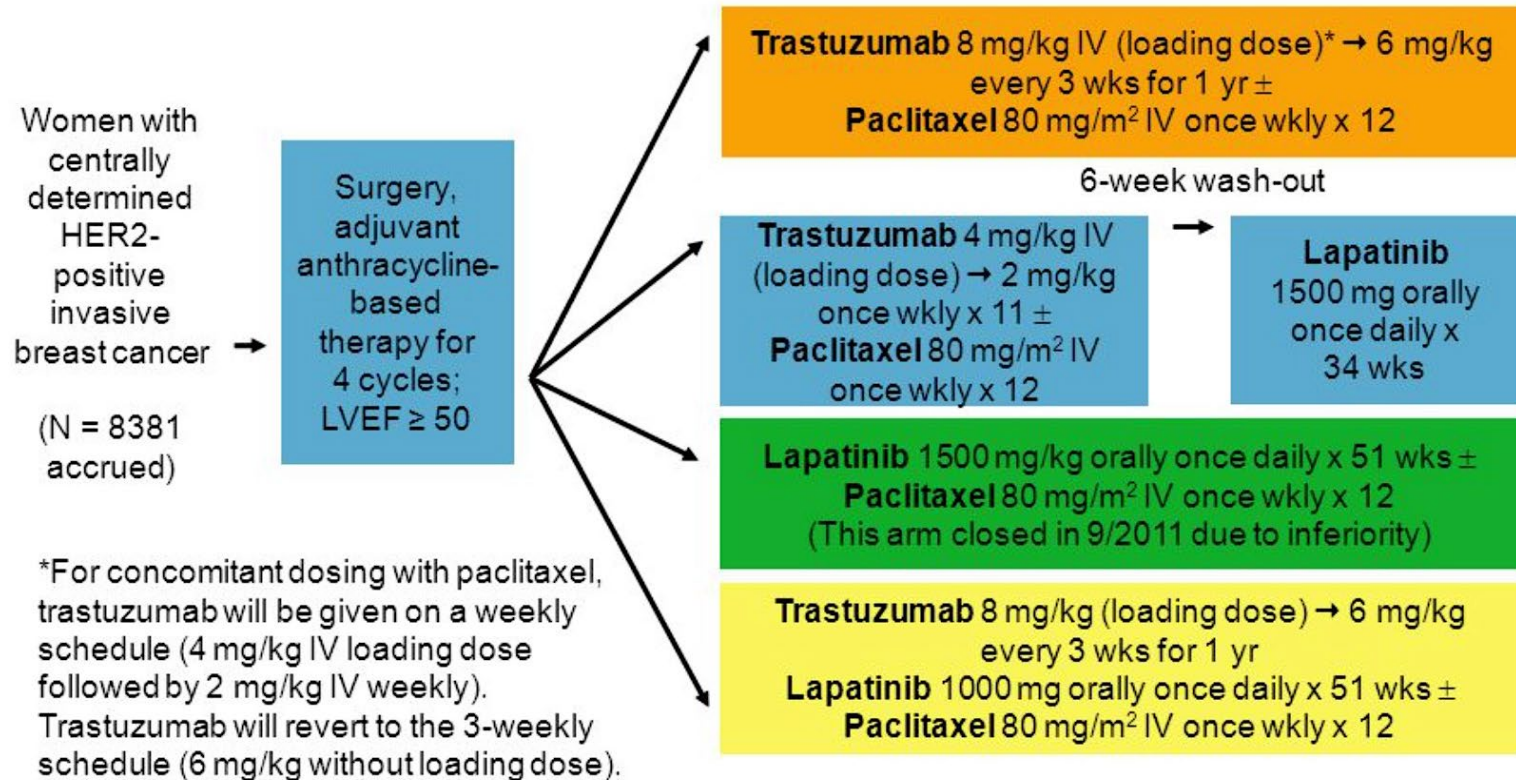 Women with
centrally
determined
HER2-
positive
invasive
breast cancer
(N = 8381
accrued)
Surgery,
adjuvant
anthracycline-
based
therapy for
4 cycles;
LVEF ≥ 50
Trastuzumab 8 mg/kg IV (loading dose)* → 6 mg/kg
every 3 wks for 1 yr ±
Paclitaxel 80 mg/m² IV once wkly x 12
6-week wash-out
Trastuzumab 4 mg/kg IV
(loading dose) → 2 mg/kg
once wkly x 11 ±
Paclitaxel 80 mg/m² IV
once wkly x 12
Lapatinib
1500 mg orally
once daily x
34 wks
Lapatinib 1500 mg/kg orally once daily x 51 wks ±
Paclitaxel 80 mg/m² IV once wkly x 12
(This arm closed in 9/2011 due to inferiority)
Trastuzumab 8 mg/kg (loading dose) → 6 mg/kg
every 3 wks for 1 yr
Lapatinib 1000 mg orally once daily x 51 wks ±
Paclitaxel 80 mg/m² IV once wkly x 12
*For concomitant dosing with paclitaxel,
trastuzumab will be given on a weekly
schedule (4 mg/kg IV loading dose
followed by 2 mg/kg IV weekly).
Trastuzumab will revert to the 3-weekly
schedule (6 mg/kg without loading dose).